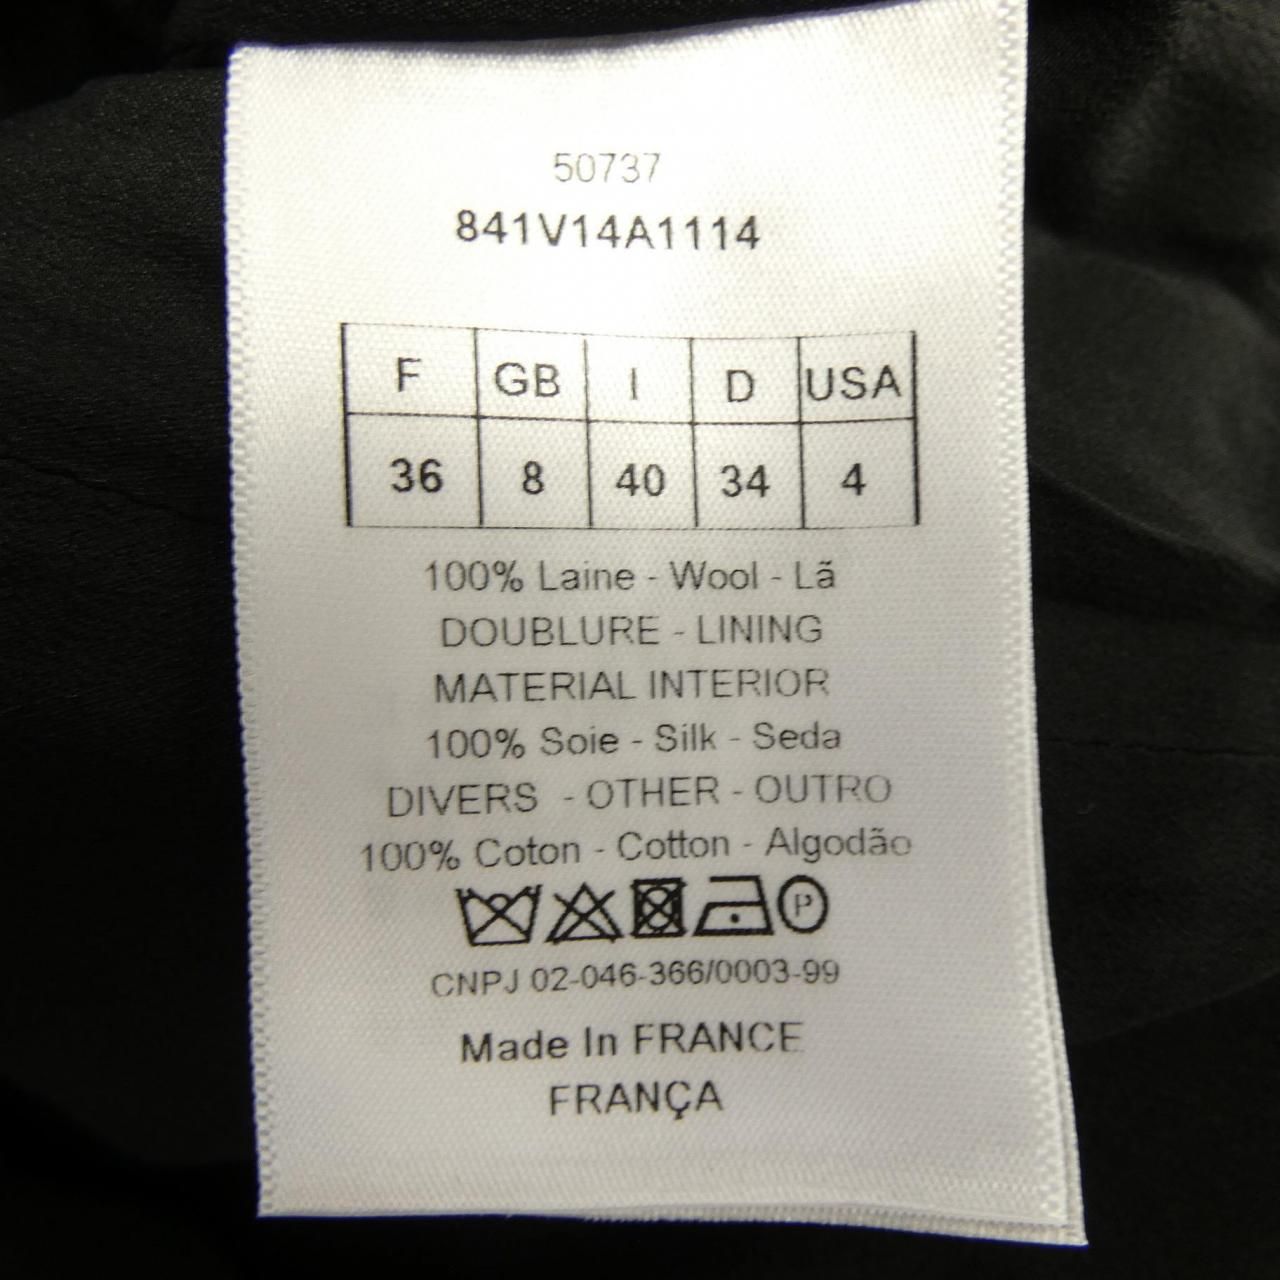 50737
841V14A1114
F GB I D USA
36 8 40 34 4
100% Laine - Wool - Lã
DOUBLURE - LINING
MATERIAL INTERIOR
100% Soie - Silk - Seda
DIVERS - OTHER - OUTRO
100% Coton - Cotton - Algodão
P
CNPJ 02-046-366/0003-99
Made In FRANCE
FRANÇA